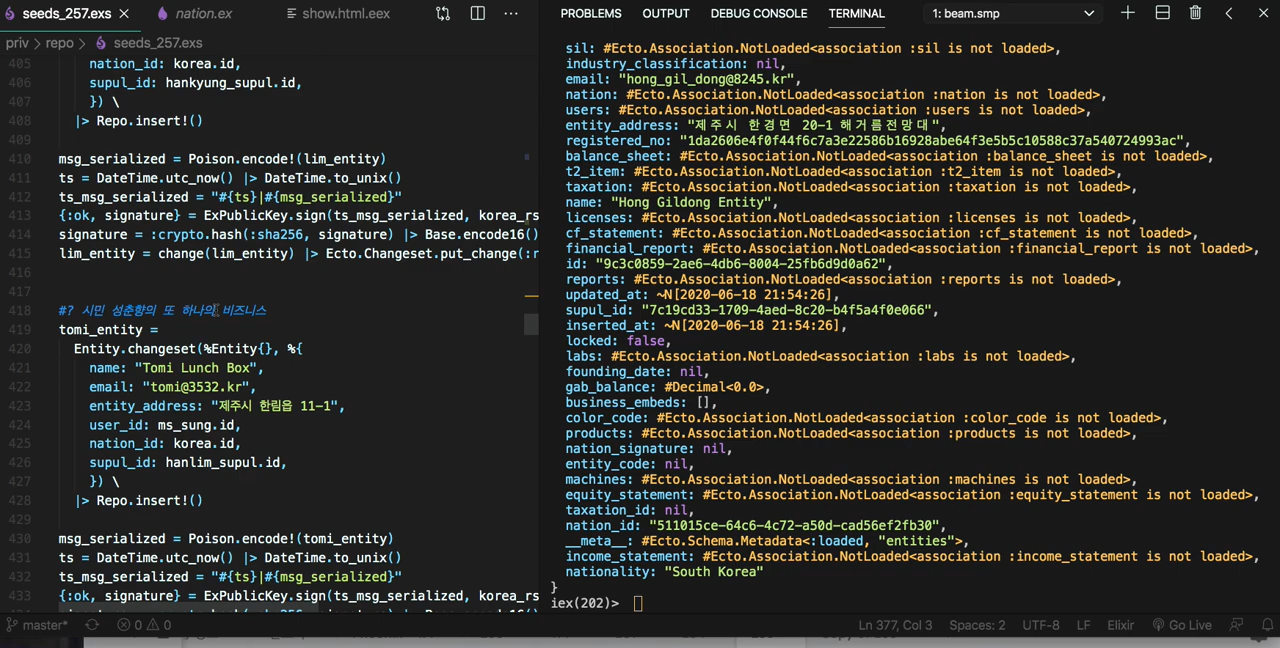 seeds_257.exs
nation.ex
show.html.eex
priv > repo > seeds_257.exs
405 nation_id: korea.id,
406 supul_id: hankyung_supul.id,
407 }) \
408 |> Repo.insert!()
409
410 msg_serialized = Poison.encode!(lim_entity)
411 ts = DateTime.utc_now() |> DateTime.to_unix()
412 ts_msg_serialized = "#{ts}|#{msg_serialized}"
413 {:ok, signature} = ExPublicKey.sign(ts_msg_serialized, korea_rs
414 signature = :crypto.hash(:sha256, signature) |> Base.encode16()
415 lim_entity = change(lim_entity) |> Ecto.Changeset.put_change(:r
416
417
418 #? 시민 성춘향의 또 하나의 비즈니스
419 tomi_entity =
420 Entity.changeset(%Entity{}, %{
421 name: "Tomi Lunch Box",
422 email: "tomi@3532.kr",
423 entity_address: "제주시 한림읍 11-1",
424 user_id: ms_sung.id,
425 nation_id: korea.id,
426 supul_id: hanlim_supul.id,
427 }) \
428 |> Repo.insert!()
429
430 msg_serialized = Poison.encode!(tomi_entity)
431 ts = DateTime.utc_now() |> DateTime.to_unix()
432 ts_msg_serialized = "#{ts}|#{msg_serialized}"
433 {:ok, signature} = ExPublicKey.sign(ts_msg_serialized, korea_rs
PROBLEMS OUTPUT DEBUG CONSOLE TERMINAL 1: beam.smp
sil: #Ecto.Association.NotLoaded<association :sil is not loaded>,
industry_classification: nil,
email: "hong_gil_dong@8245.kr",
nation: #Ecto.Association.NotLoaded<association :nation is not loaded>,
users: #Ecto.Association.NotLoaded<association :users is not loaded>,
entity_address: "제주시 한경면 20-1 해거름전망대",
registered_no: "1da2606e4f0f44f6c7a3e22586b16928abe64f3e5b5c10588c37a540724993ac",
balance_sheet: #Ecto.Association.NotLoaded<association :balance_sheet is not loaded>,
t2_item: #Ecto.Association.NotLoaded<association :t2_item is not loaded>,
taxation: #Ecto.Association.NotLoaded<association :taxation is not loaded>,
name: "Hong Gildong Entity",
licenses: #Ecto.Association.NotLoaded<association :licenses is not loaded>,
cf_statement: #Ecto.Association.NotLoaded<association :cf_statement is not loaded>,
financial_report: #Ecto.Association.NotLoaded<association :financial_report is not loaded>,
id: "9c3c0859-2ae6-4db6-8004-25fb6d9d0a62",
reports: #Ecto.Association.NotLoaded<association :reports is not loaded>,
updated_at: ~N[2020-06-18 21:54:26],
supul_id: "7c19cd33-1709-4aed-8c20-b4f5a4f0e066",
inserted_at: ~N[2020-06-18 21:54:26],
locked: false,
labs: #Ecto.Association.NotLoaded<association :labs is not loaded>,
founding_date: nil,
gab_balance: #Decimal<0.0>,
business_embeds: [],
color_code: #Ecto.Association.NotLoaded<association :color_code is not loaded>,
products: #Ecto.Association.NotLoaded<association :products is not loaded>,
nation_signature: nil,
entity_code: nil,
machines: #Ecto.Association.NotLoaded<association :machines is not loaded>,
equity_statement: #Ecto.Association.NotLoaded<association :equity_statement is not loaded>,
taxation_id: nil,
nation_id: "511015ce-64c6-4c72-a50d-cad56ef2fb30",
__meta__: #Ecto.Schema.Metadata<:loaded, "entities">,
income_statement: #Ecto.Association.NotLoaded<association :income_statement is not loaded>,
nationality: "South Korea"
}
iex(202)>
master* 0 0 Ln 377, Col 3 Spaces: 2 UTF-8 LF Elixir Go Live